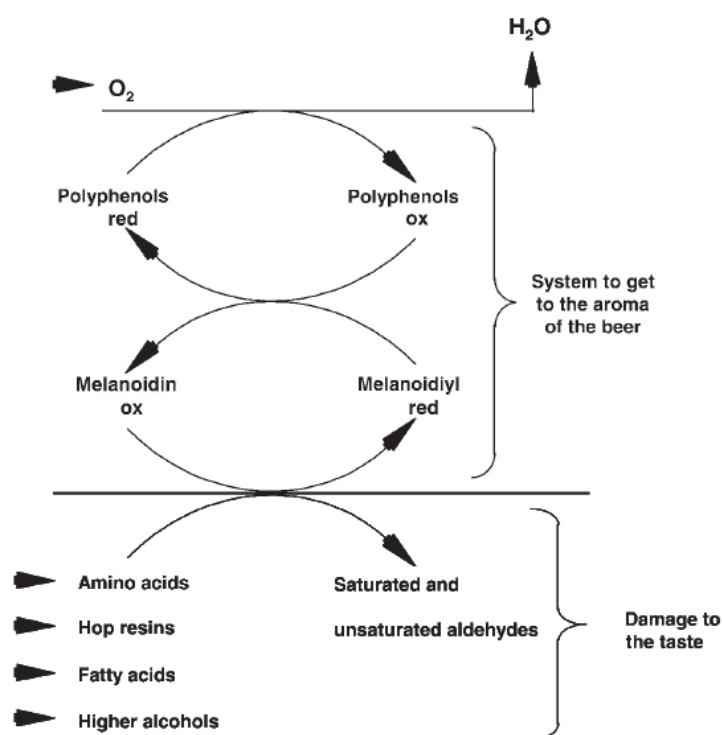 H₂O
O₂
Polyphenols
red
Polyphenols
ox
System to get
to the aroma
of the beer
Melanoidin
ox
Melanoidiyl
red
Amino acids
Hop resins
Fatty acids
Higher alcohols
Saturated and
unsaturated aldehydes
Damage to
the taste